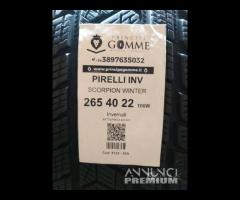 PRINCIPE
GOMME
www.principegomme.it
3897635032
PIRELLI INV
SCORPION WINTER
265 40 22 106W
Invernali
ANNUNCI
PREMIUM